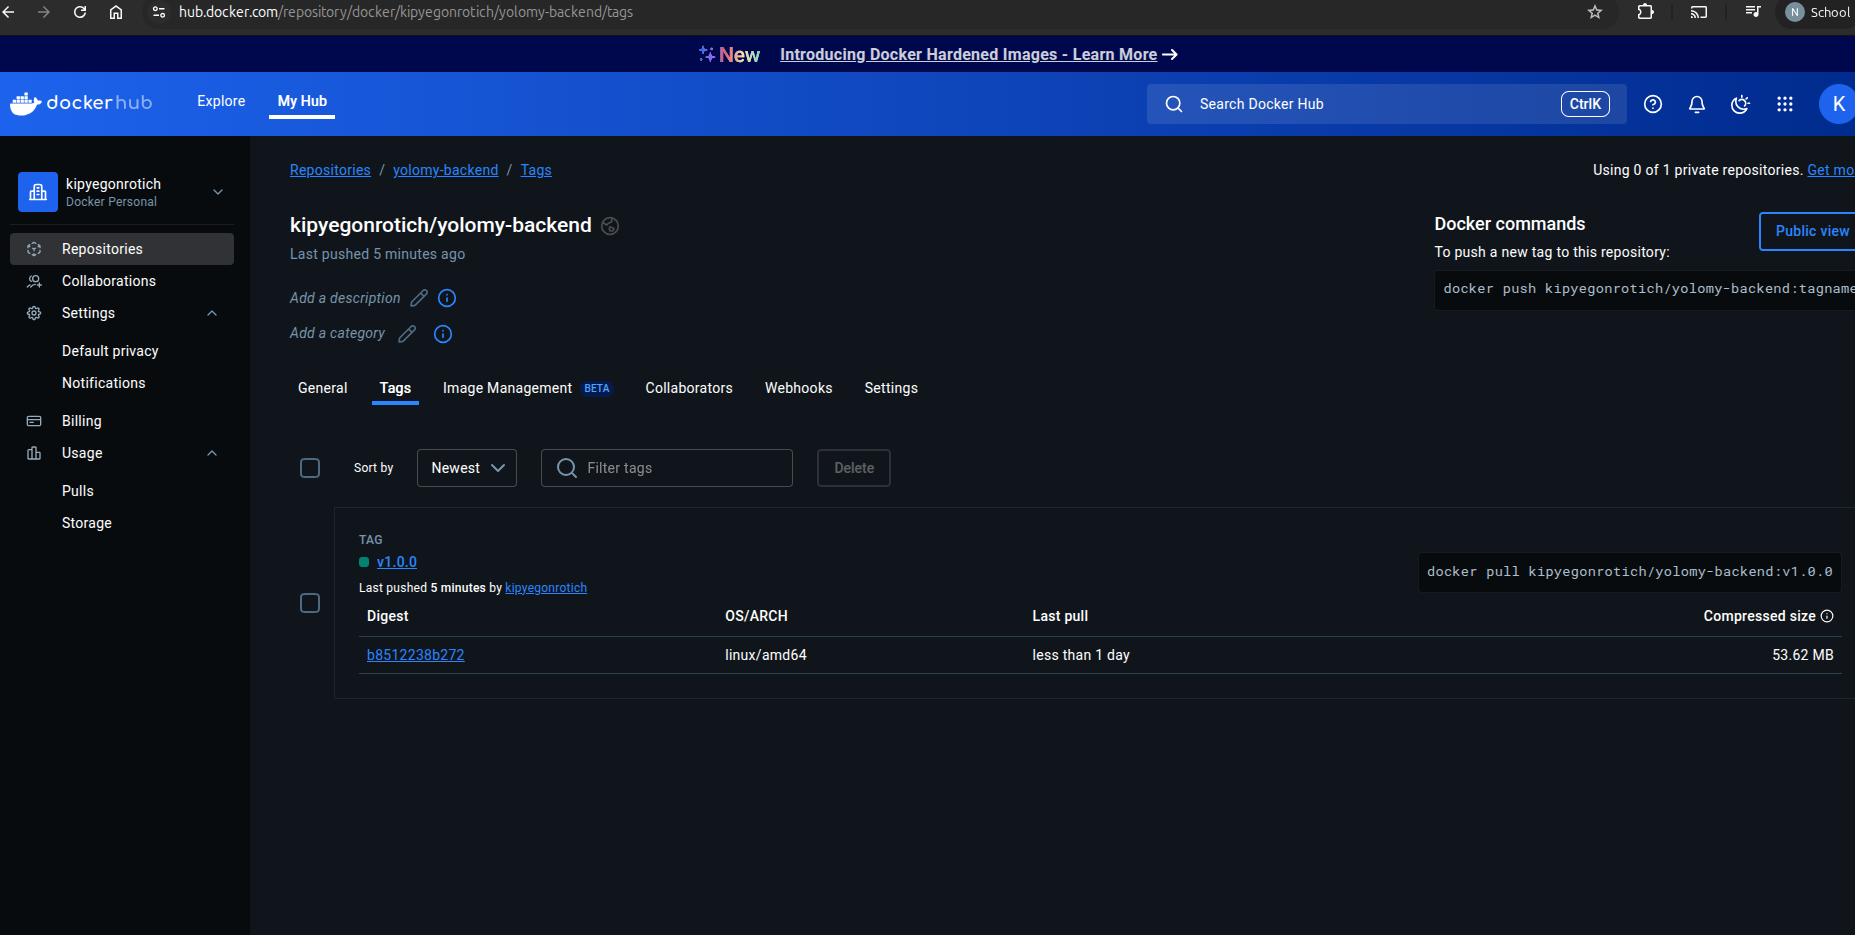 hub.docker.com/repository/docker/kipyegonrotich/yolomy-backend/tags
N School
New Introducing Docker Hardened Images - Learn More →
dockerhub Explore My Hub Search Docker Hub CtrlK K
kipyegonrotich
Docker Personal
Repositories
Collaborations
Settings
Default privacy
Notifications
Billing
Usage
Pulls
Storage
Repositories / yolomy-backend / Tags
Using 0 of 1 private repositories. Get mo
kipyegonrotich/yolomy-backend
Last pushed 5 minutes ago
Add a description
Add a category
Docker commands
Public view
To push a new tag to this repository:
docker push kipyegonrotich/yolomy-backend:tagname
General Tags Image Management BETA Collaborators Webhooks Settings
Sort by Newest Filter tags Delete
TAG
v1.0.0
Last pushed 5 minutes by kipyegonrotich
docker pull kipyegonrotich/yolomy-backend:v1.0.0
Digest OS/ARCH Last pull Compressed size
b8512238b272 linux/amd64 less than 1 day 53.62 MB